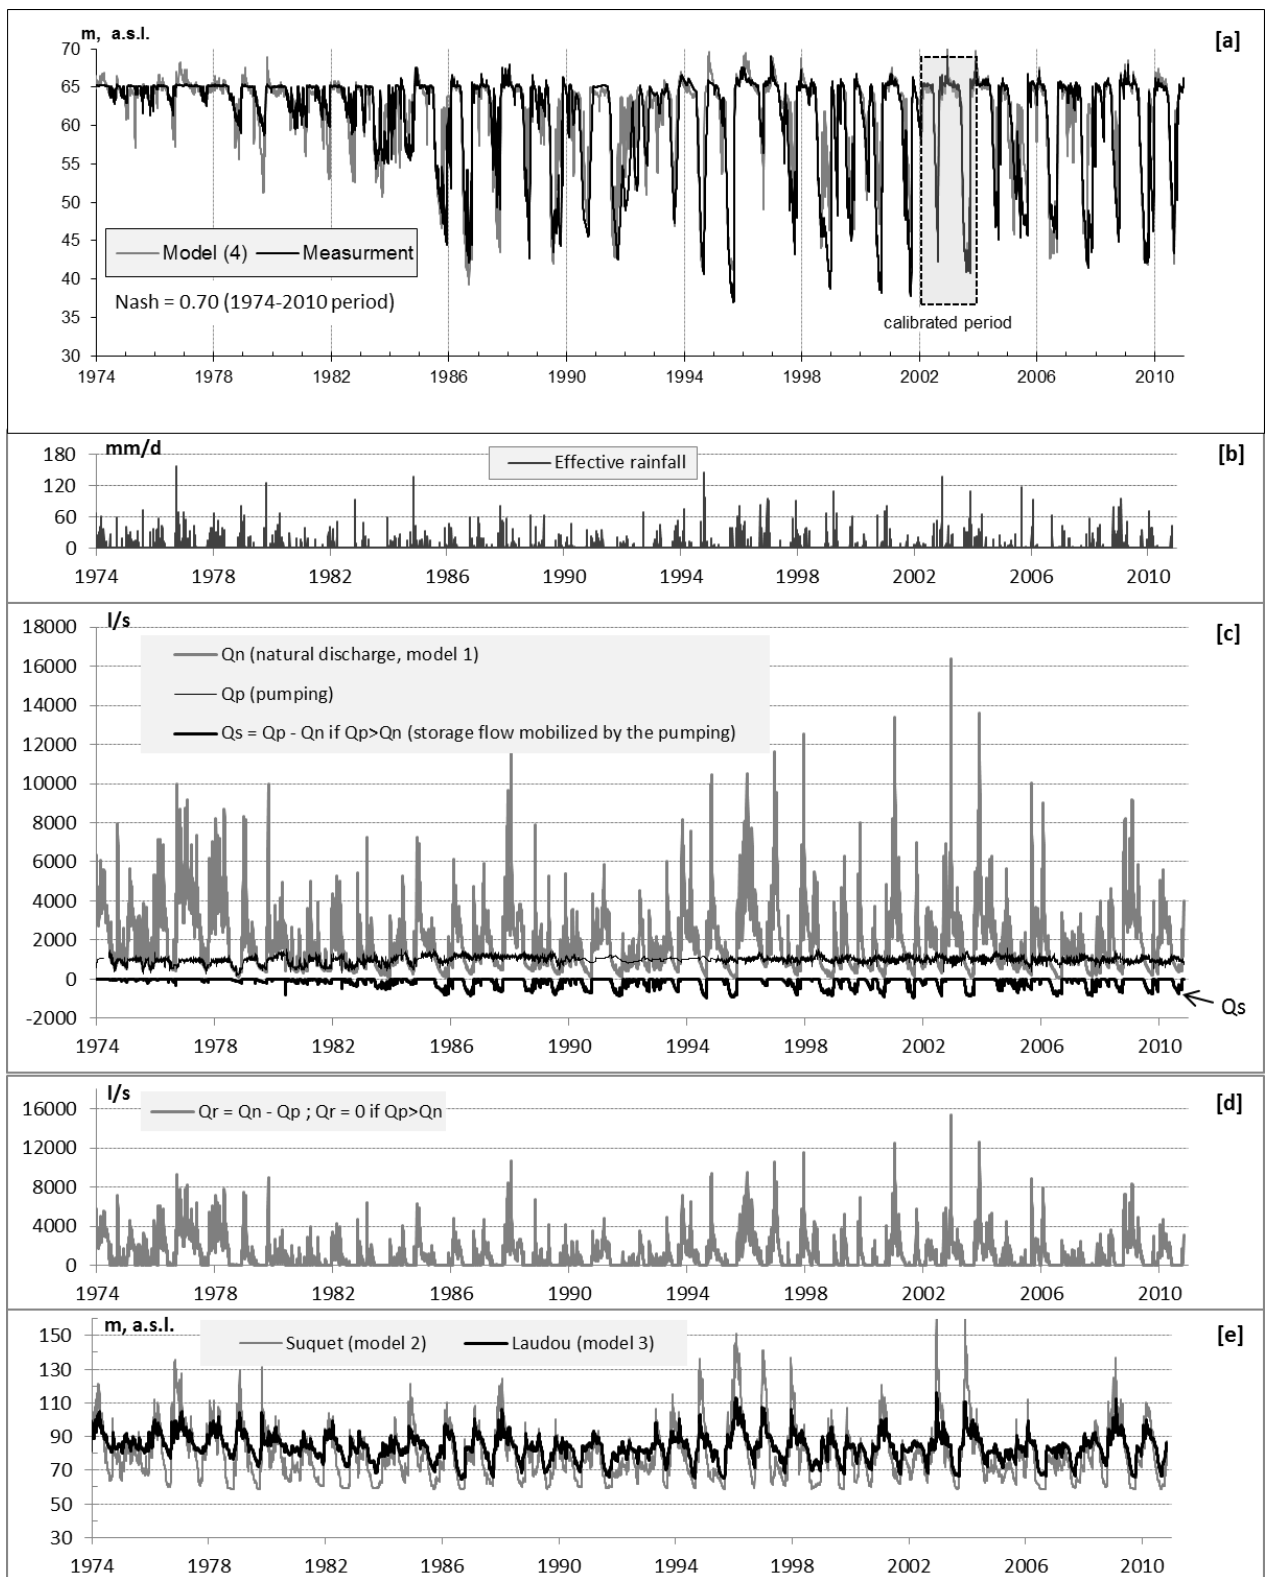 m, a.s.l.
[a]
70
65
60
55
50
45
40
35
30
Model (4) Measurment
Nash = 0.70 (1974-2010 period)
calibrated period
1974 1978 1982 1986 1990 1994 1998 2002 2006 2010
mm/d
[b]
Effective rainfall
180
120
60
0
1974 1978 1982 1986 1990 1994 1998 2002 2006 2010
l/s
[c]
18000
16000
14000
12000
10000
8000
6000
4000
2000
0
-2000
Qn (natural discharge, model 1)
Qp (pumping)
Qs = Qp - Qn if Qp>Qn (storage flow mobilized by the pumping)
Qs
1974 1978 1982 1986 1990 1994 1998 2002 2006 2010
l/s
[d]
Qr = Qn - Qp ; Qr = 0 if Qp>Qn
16000
12000
8000
4000
0
1974 1978 1982 1986 1990 1994 1998 2002 2006 2010
m, a.s.l.
[e]
Suquet (model 2) Laudou (model 3)
150
130
110
90
70
50
30
1974 1978 1982 1986 1990 1994 1998 2002 2006 2010